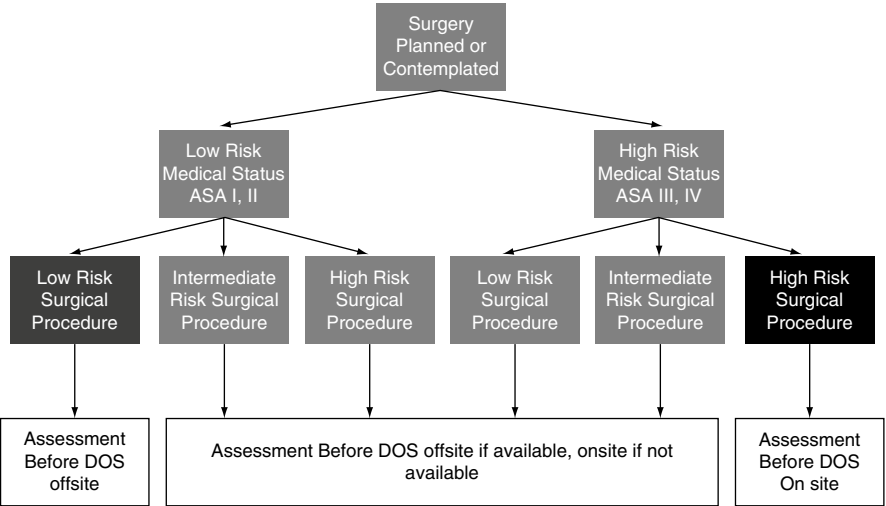 Surgery
Planned or
Contemplated
Low Risk
Medical Status
ASA I, II
High Risk
Medical Status
ASA III, IV
Low Risk
Surgical
Procedure
Intermediate
Risk Surgical
Procedure
High Risk
Surgical
Procedure
Low Risk
Surgical
Procedure
Intermediate
Risk Surgical
Procedure
High Risk
Surgical
Procedure
Assessment
Before DOS
offsite
Assessment Before DOS offsite if available, onsite if not
available
Assessment
Before DOS
On site